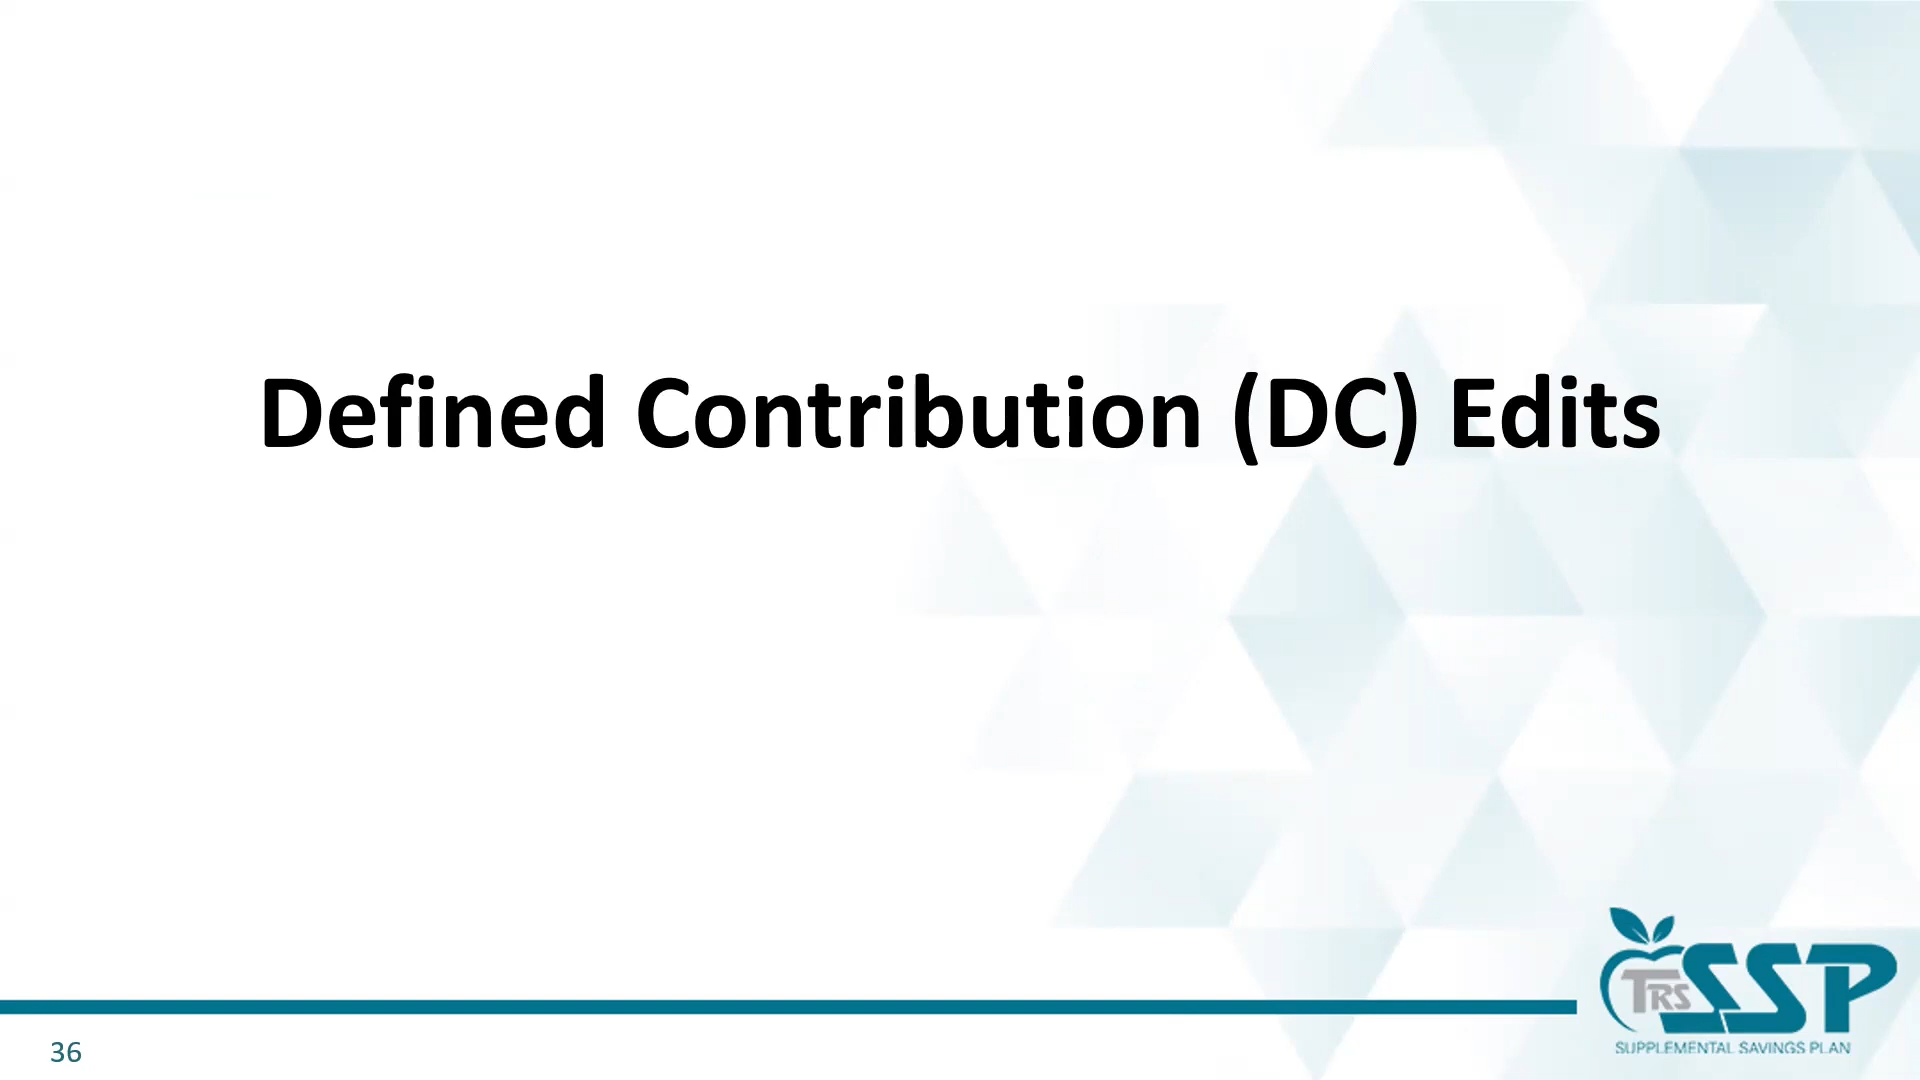 Defined Contribution (DC) Edits
TRS SSP
SUPPLEMENTAL SAVINGS PLAN
36